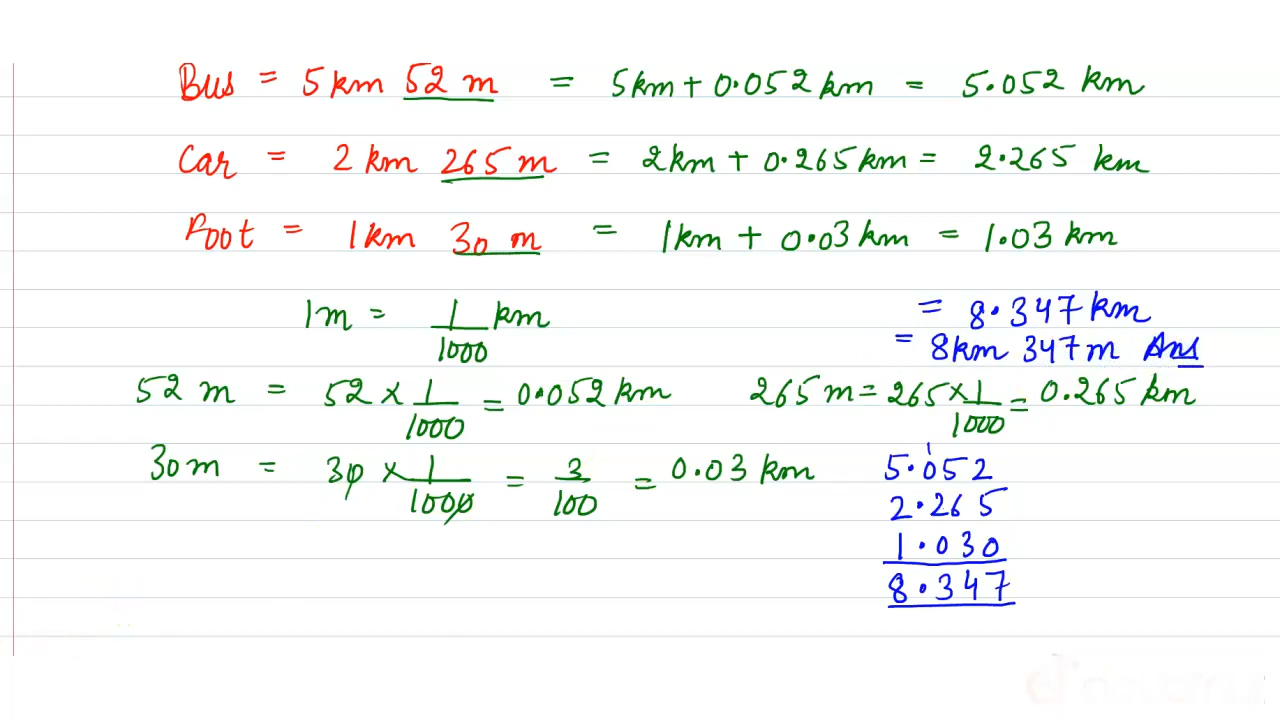 Bus = 5 km 52 m = 5 km + 0.052 km = 5.052 km
Car = 2 km 265 m = 2 km + 0.265 km = 2.265 km
Foot = 1 km 30 m = 1 km + 0.03 km = 1.03 km
1 m = 1/1000 km
= 8.347 km
= 8 km 347 m Ans
52 m = 52 × 1/1000 = 0.052 km
265 m = 265 × 1/1000 = 0.265 km
30 m = 30 × 1/1000 = 3/100 = 0.03 km
1
5.052
2.265
1.030
8.347